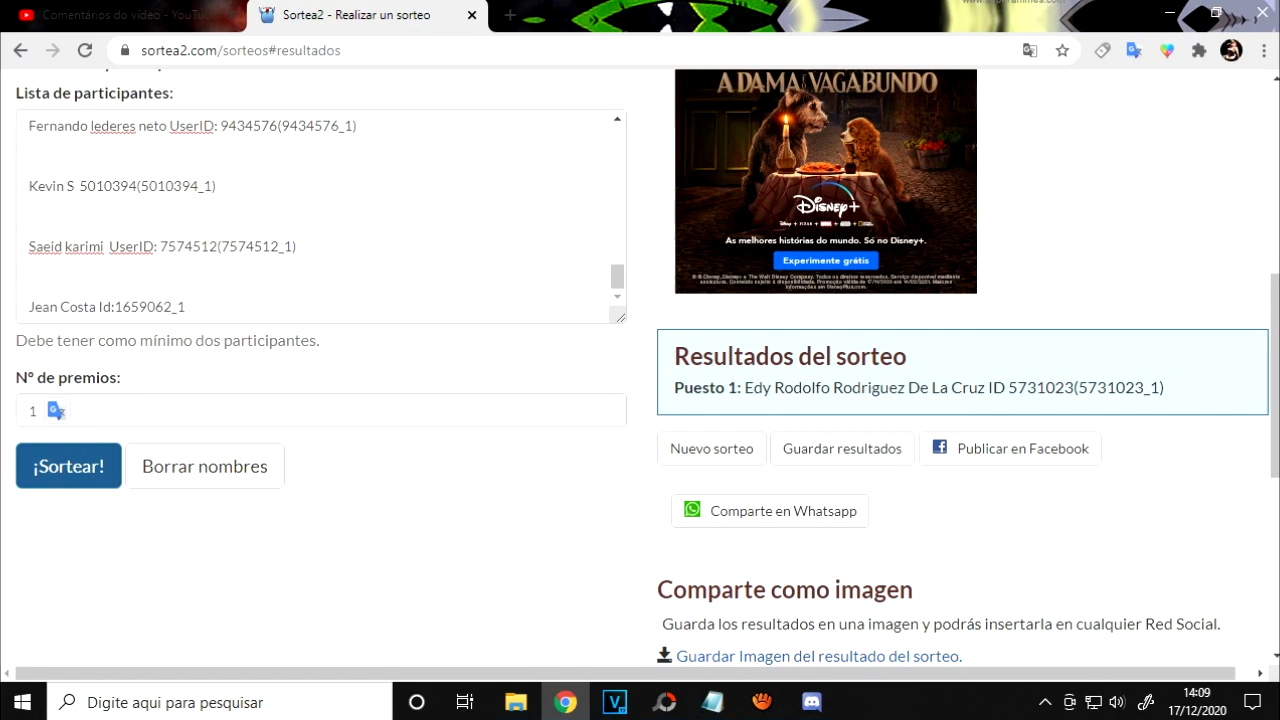 Comentários do vídeo - YouTub
Sortea2 - Realizar un sorteo
sortea2.com/sorteos#resultados
Lista de participantes:
Fernando lederes neto UserID: 9434576(9434576_1)
Kevin S 5010394(5010394_1)
Saeid karimi UserID: 7574512(7574512_1)
Jean Costa Id:1659062_1
Debe tener como mínimo dos participantes.
Nº de premios:
1
¡Sortear!
Borrar nombres
A DAMA E O VAGABUNDO
Disney+
As melhores histórias do mundo. Só no Disney+.
Experimente grátis
Resultados del sorteo
Puesto 1: Edy Rodolfo Rodriguez De La Cruz ID 5731023(5731023_1)
Nuevo sorteo
Guardar resultados
Publicar en Facebook
Comparte en Whatsapp
Comparte como imagen
Guarda los resultados en una imagen y podrás insertarla en cualquier Red Social.
Guardar Imagen del resultado del sorteo.
Digite aqui para pesquisar
14:09
17/12/2020